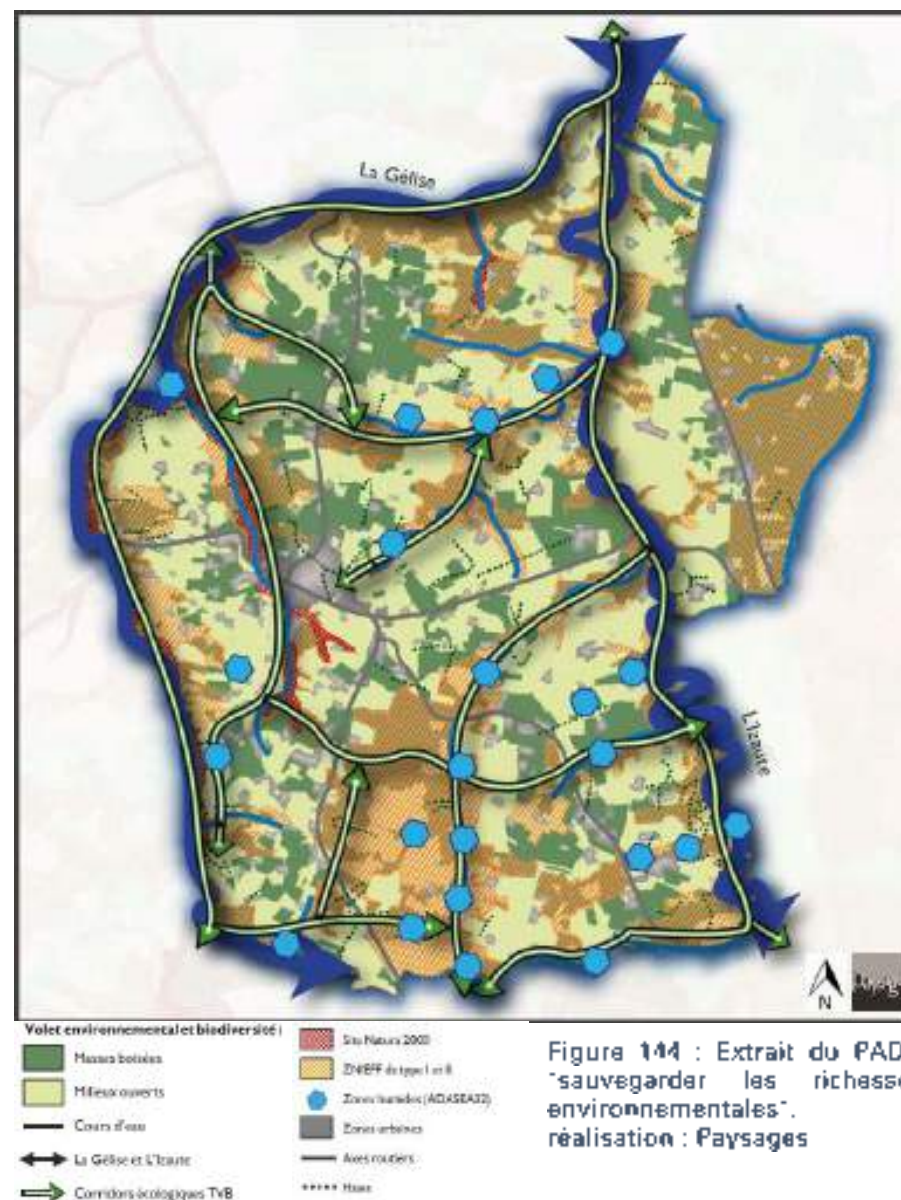 La Gélise
L'Izaute
N
Volet environnemental et biodiversité :
Masses boisées
Milieux ouverts
Cours d'eau
La Gélise et L'Izaute
Corridors écologiques TVB
Site Natura 2000
ZNIEFF de type I et II
Zones humides (ADASEA32)
Zones urbaines
Axes routiers
Haies
Figure 144 : Extrait du PAD
"sauvegarder les richesse
environnementales".
réalisation : Paysages